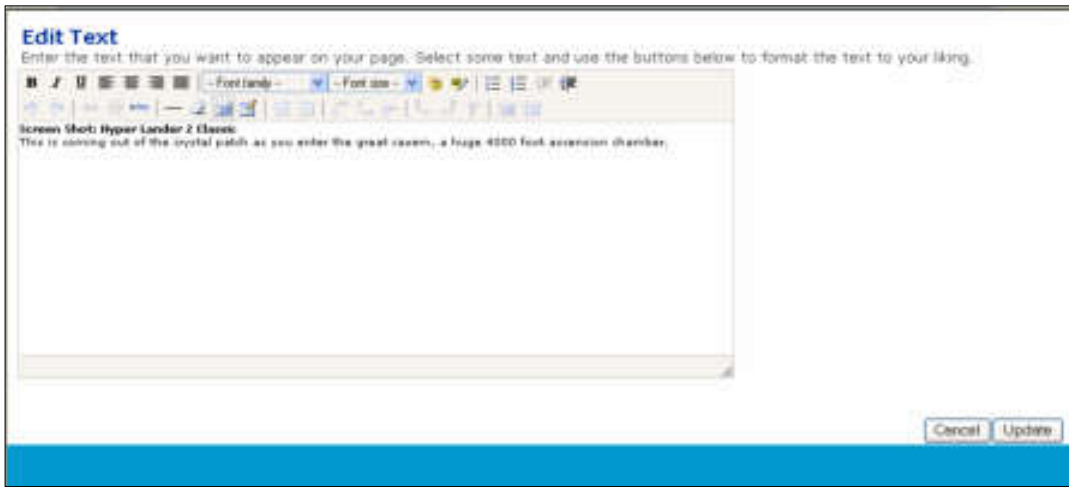 Edit Text
Enter the text that you want to appear on your page. Select some text and use the buttons below to format the text to your liking.
B I U -- Font family -- -- Font size --
Screen Shot: Hyper Lander 2 Classic
This is coming out of the crystal patch as you enter the great cavern, a huge 4000 foot ascension chamber.
Cancel Update